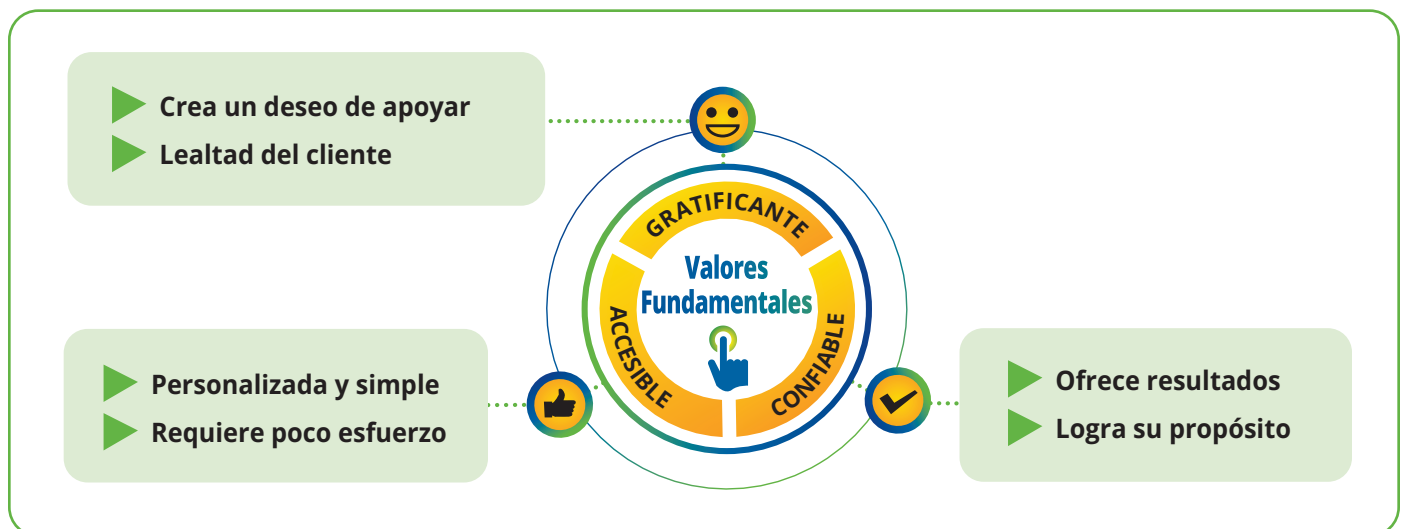 Crea un deseo de apoyar
Lealtad del cliente
GRATIFICANTE
Valores
Fundamentales
ACCESIBLE
CONFIABLE
Personalizada y simple
Requiere poco esfuerzo
Ofrece resultados
Logra su propósito